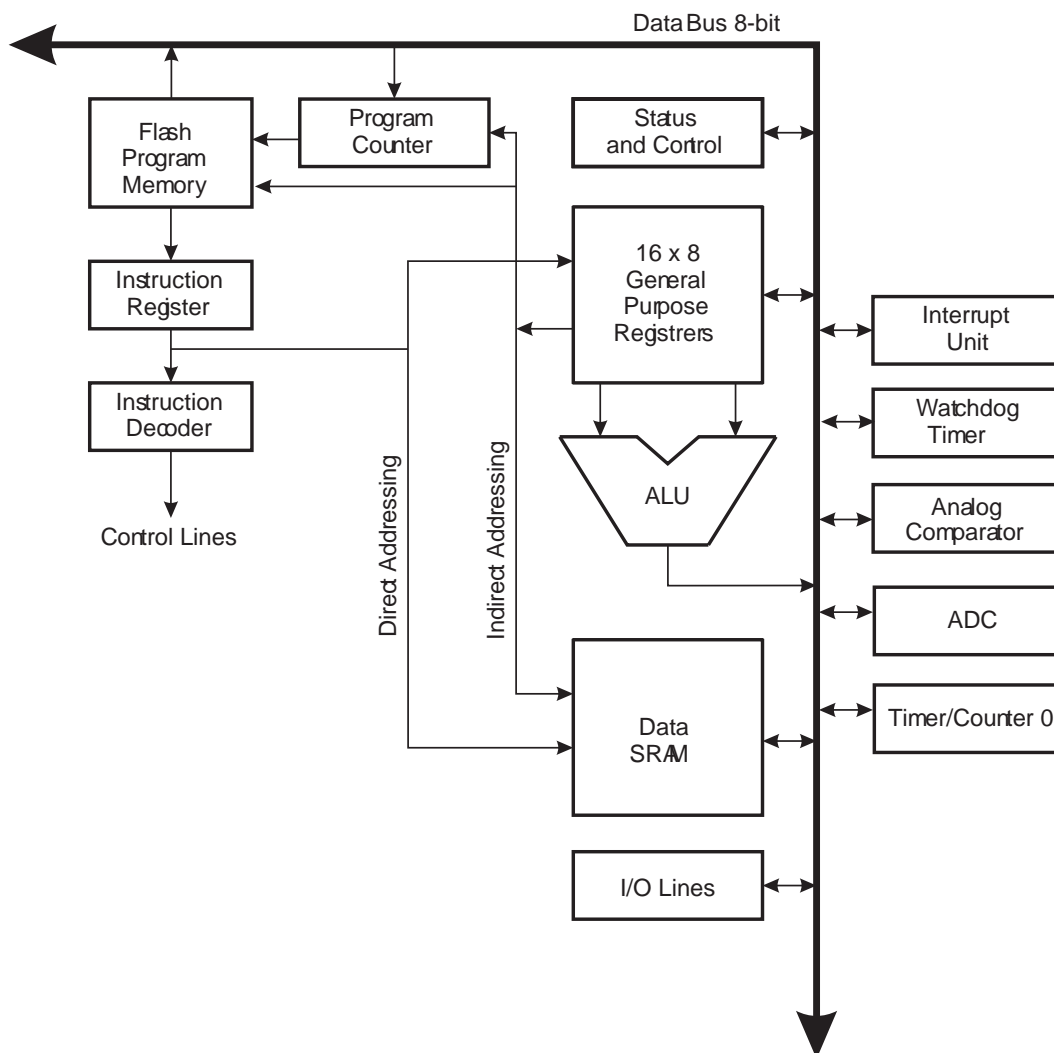 Data Bus 8-bit
Flash
Program
Memory
Program
Counter
Status
and Control
16 x 8
General
Purpose
Registrers
Instruction
Register
Instruction
Decoder
Control Lines
Direct Addressing
Indirect Addressing
ALU
Interrupt
Unit
Watchdog
Timer
Analog
Comparator
ADC
Timer/Counter 0
Data
SRAM
I/O Lines